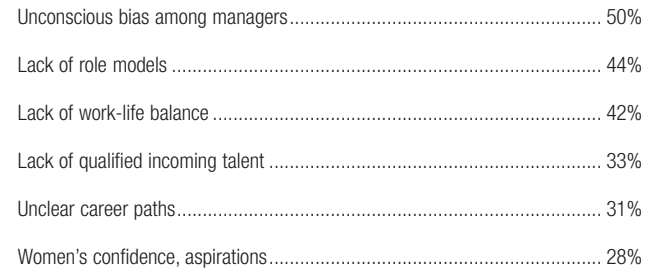 Unconscious bias among managers............................................................ 50%
Lack of role models .................................................................................... 44%
Lack of work-life balance ............................................................................ 42%
Lack of qualified incoming talent ................................................................. 33%
Unclear career paths................................................................................... 31%
Women’s confidence, aspirations................................................................. 28%